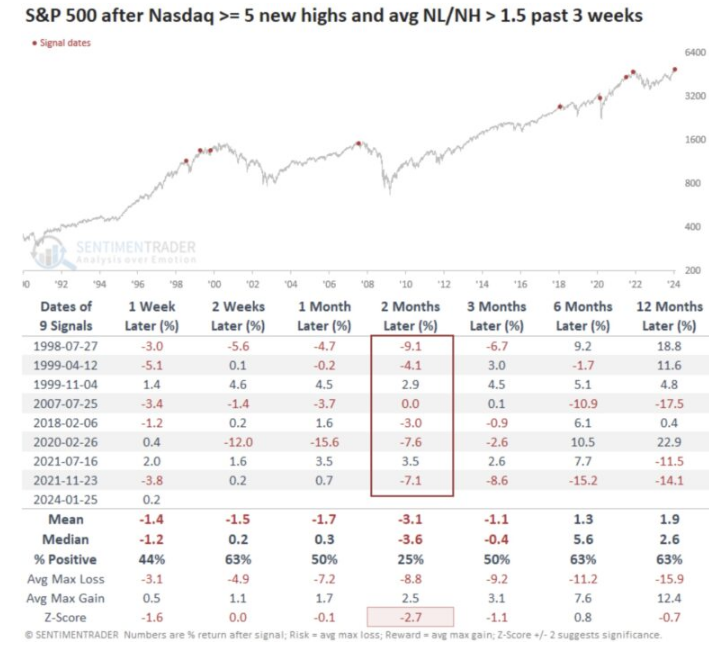 S&P 500 after Nasdaq >= 5 new highs and avg NL/NH > 1.5 past 3 weeks
Signal dates
6400
3200
1600
800
400
200
SENTIMENTRADER
Analysis over Emotion
90 '92 '94 '96 '98 '00 '02 '04 '06 '08 '10 '12 '14 '16 '18 '20 '22 '24
Dates of 1 Week 2 Weeks 1 Month 2 Months 3 Months 6 Months 12 Months
9 Signals Later (%) Later (%) Later (%) Later (%) Later (%) Later (%) Later (%)
1998-07-27 -3.0 -5.6 -4.7 -9.1 -6.7 9.2 18.8
1999-04-12 -5.1 0.1 -0.2 -4.1 3.0 -1.7 11.6
1999-11-04 1.4 4.6 4.5 2.9 4.5 5.1 4.8
2007-07-25 -3.4 -1.4 -3.7 0.0 0.1 -10.9 -17.5
2018-02-06 -1.2 0.2 1.6 -3.0 -0.9 6.1 0.4
2020-02-26 0.4 -12.0 -15.6 -7.6 -2.6 10.5 22.9
2021-07-16 2.0 1.6 3.5 3.5 2.6 7.7 -11.5
2021-11-23 -3.8 0.2 0.7 -7.1 -8.6 -15.2 -14.1
2024-01-25 0.2
Mean -1.4 -1.5 -1.7 -3.1 -1.1 1.3 1.9
Median -1.2 0.2 0.3 -3.6 -0.4 5.6 2.6
% Positive 44% 63% 50% 25% 50% 63% 63%
Avg Max Loss -3.1 -4.9 -7.2 -8.8 -9.2 -11.2 -15.9
Avg Max Gain 0.5 1.1 1.7 2.5 3.1 7.6 12.4
Z-Score -1.6 0.0 -0.1 -2.7 -1.1 0.8 -0.7
© SENTIMENTRADER Numbers are % return after signal; Risk = avg max loss; Reward = avg max gain; Z-Score +/- 2 suggests significance.